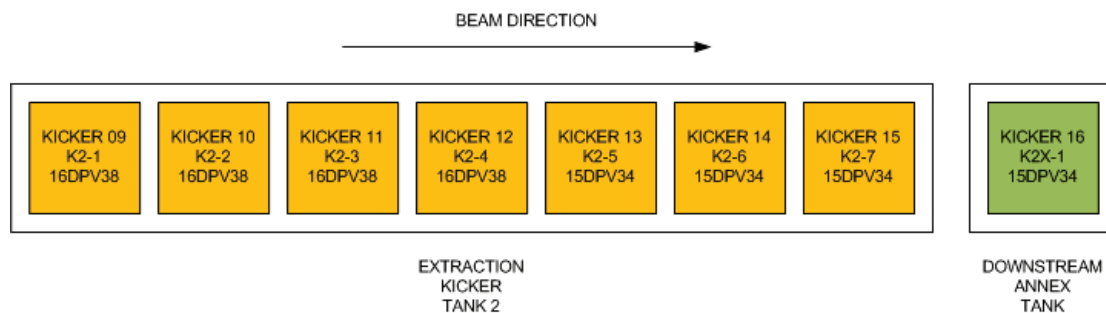 BEAM DIRECTION
KICKER 09
K2-1
16DPV38
KICKER 10
K2-2
16DPV38
KICKER 11
K2-3
16DPV38
KICKER 12
K2-4
16DPV38
KICKER 13
K2-5
15DPV34
KICKER 14
K2-6
15DPV34
KICKER 15
K2-7
15DPV34
KICKER 16
K2X-1
15DPV34
EXTRACTION
KICKER
TANK 2
DOWNSTREAM
ANNEX
TANK